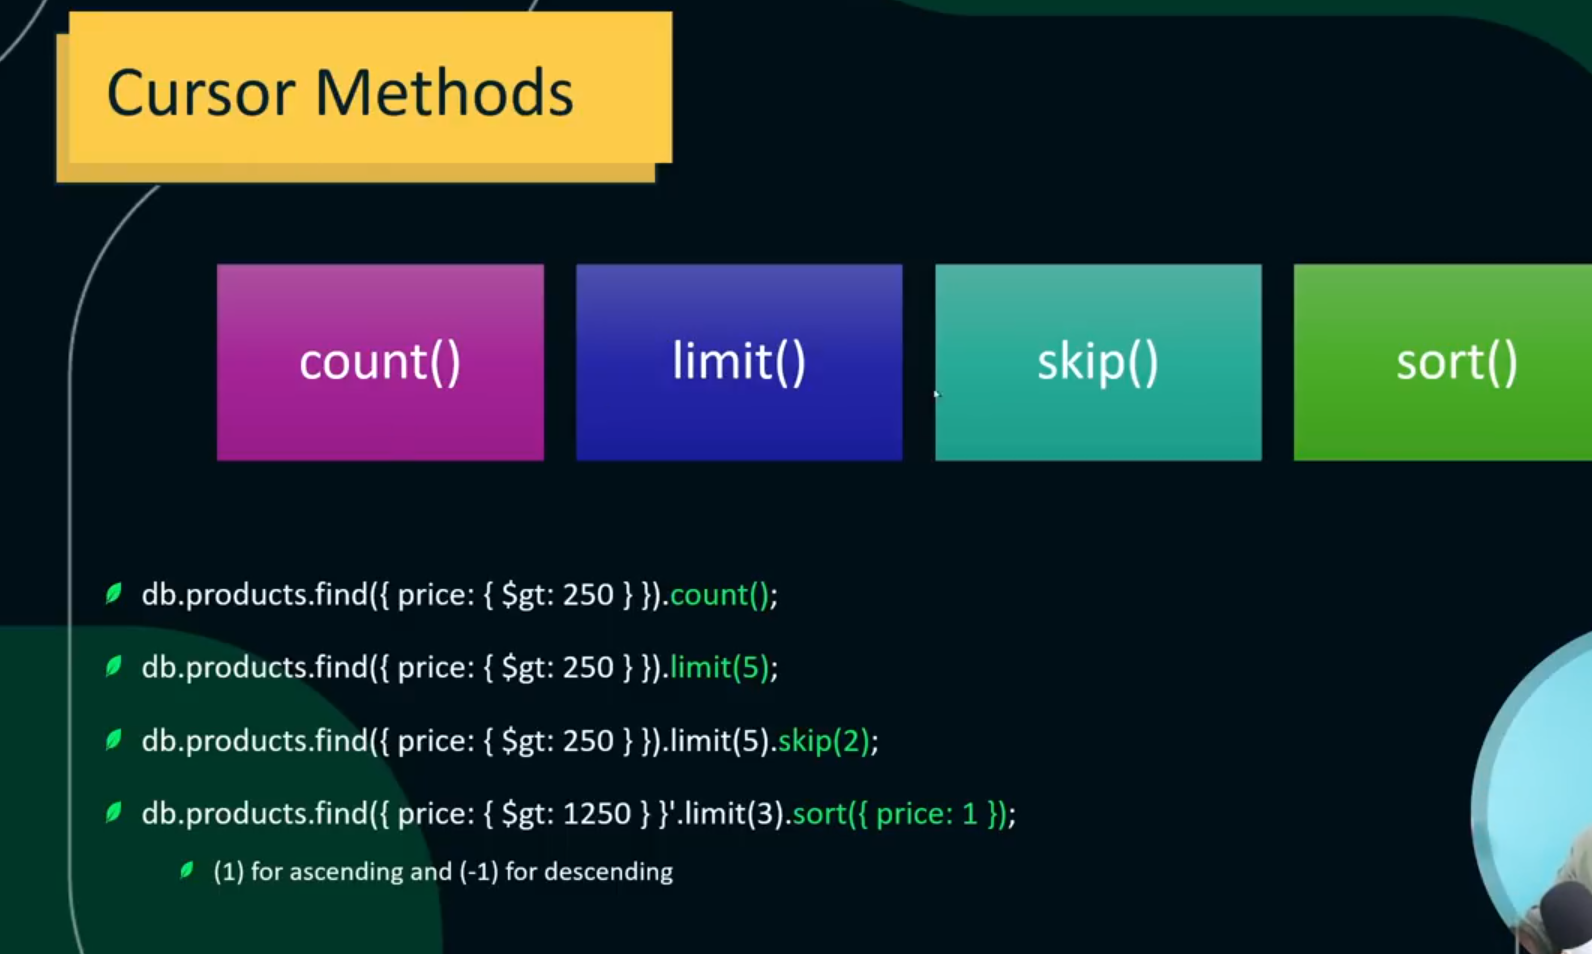 Cursor Methods
count()
limit()
skip()
sort()
db.products.find({ price: { $gt: 250 } }).count();
db.products.find({ price: { $gt: 250 } }).limit(5);
db.products.find({ price: { $gt: 250 } }).limit(5).skip(2);
db.products.find({ price: { $gt: 1250 } }'.limit(3).sort({ price: 1 });
(1) for ascending and (-1) for descending